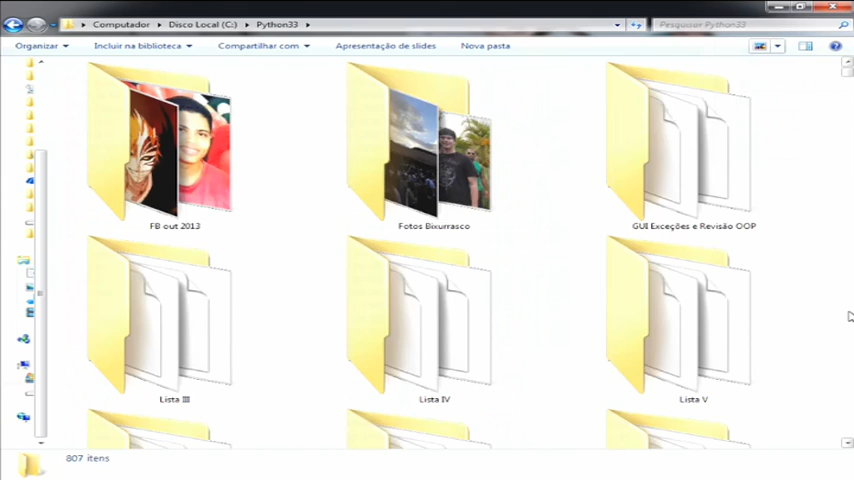 Computador ▸ Disco Local (C:) ▸ Python33 ▸
Pesquisar Python33
Organizar Incluir na biblioteca Compartilhar com Apresentação de slides Nova pasta
FB out 2013 Fotos Bixurrasco GUI Exceções e Revisão OOP
Lista III Lista IV Lista V
807 itens